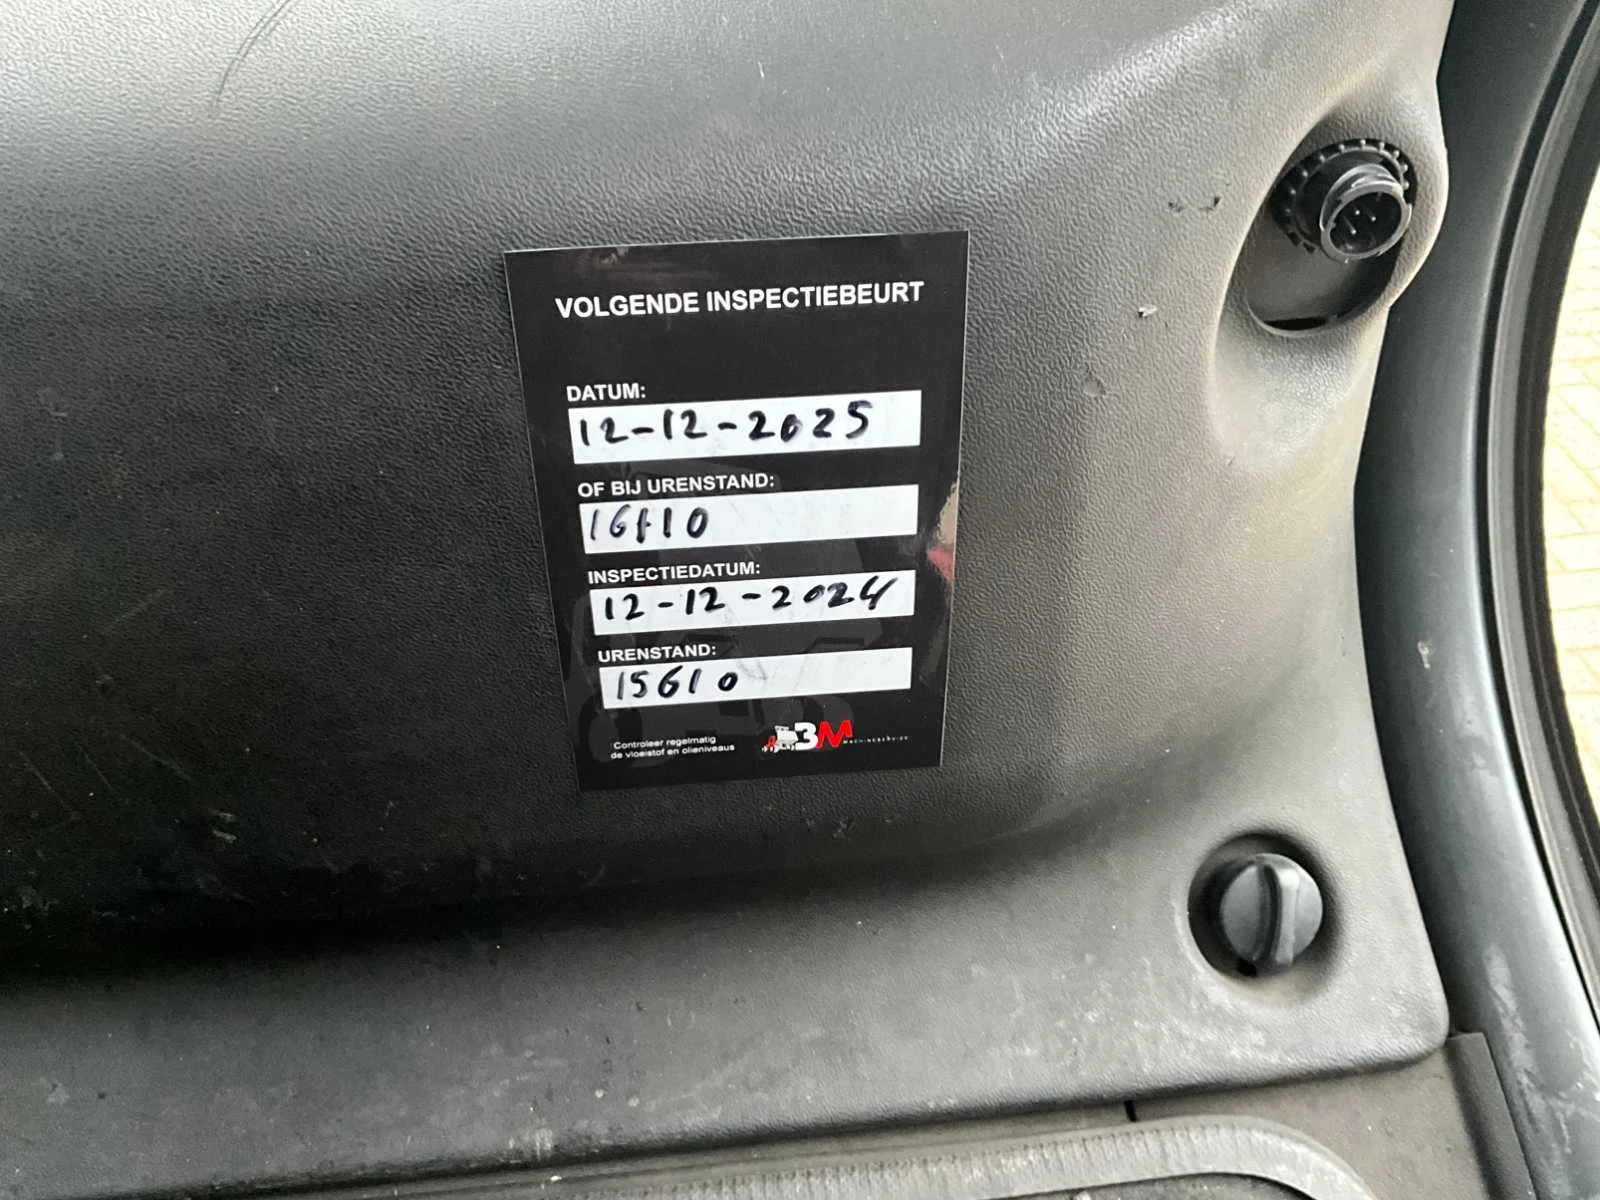 VOLGENDE INSPECTIEBEURT
DATUM:
12-12-2025
OF BIJ URENSTAND:
INSPECTIEDATUM:
12-12-2024
URENSTAND:
15610
Controleer regelmatig
de vloeistof en olieniveaus
3M
MACHINESERVICE